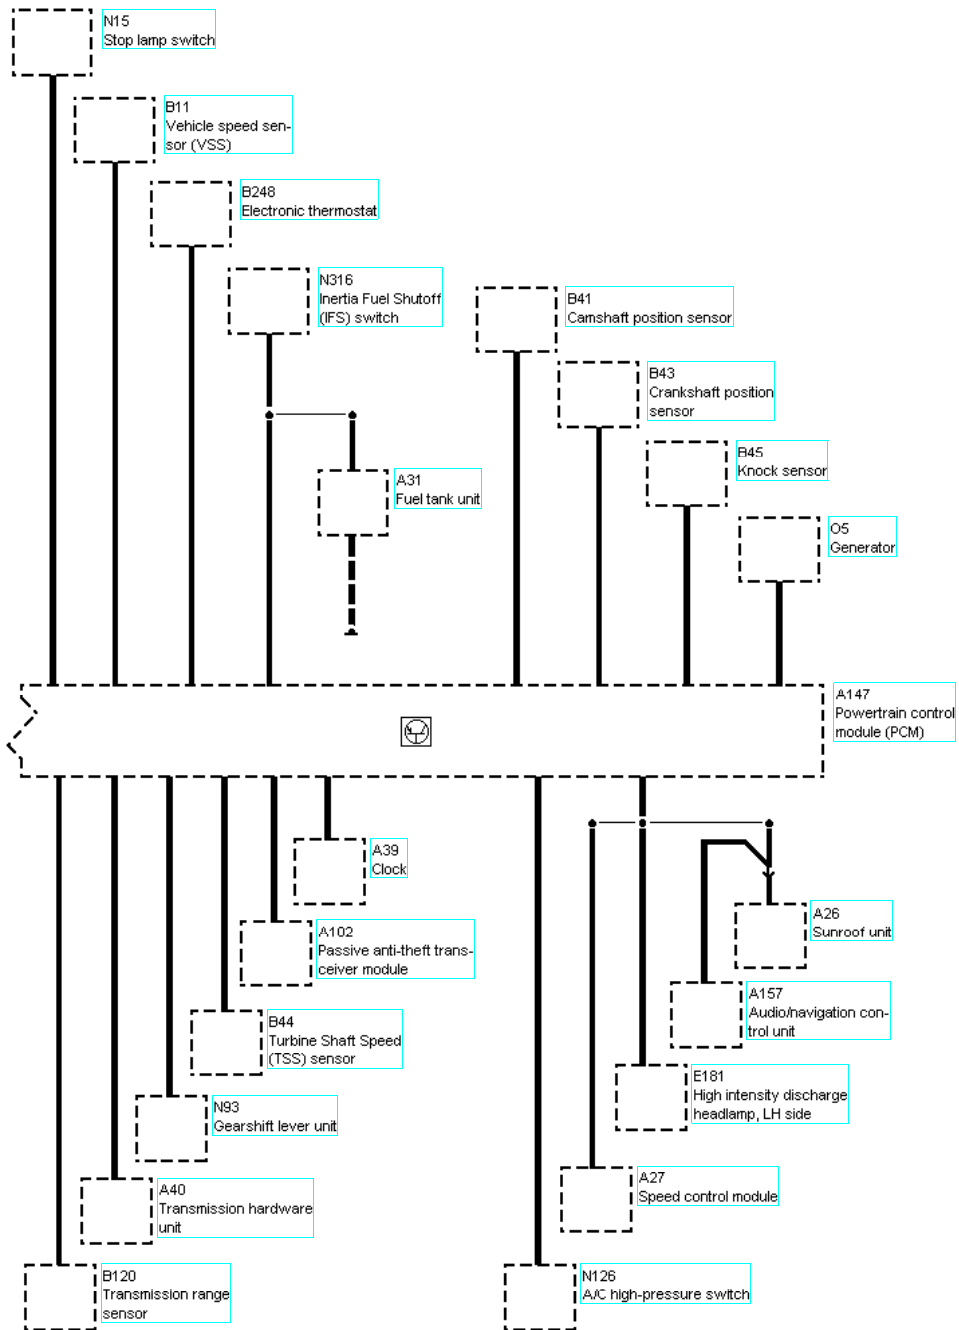 N15
Stop lamp switch
B11
Vehicle speed sen-
sor (VSS)
B248
Electronic thermostat
N316
Inertia Fuel Shutoff
(IFS) switch
B41
Camshaft position sensor
B43
Crankshaft position
sensor
B45
Knock sensor
A31
Fuel tank unit
O5
Generator
A147
Powertrain control
module (PCM)
A39
Clock
A26
Sunroof unit
A102
Passive anti-theft trans-
ceiver module
A157
Audio/navigation con-
trol unit
B44
Turbine Shaft Speed
(TSS) sensor
E181
High intensity discharge
headlamp, LH side
N93
Gearshift lever unit
A27
Speed control module
A40
Transmission hardware
unit
B120
Transmission range
sensor
N126
A/C high-pressure switch